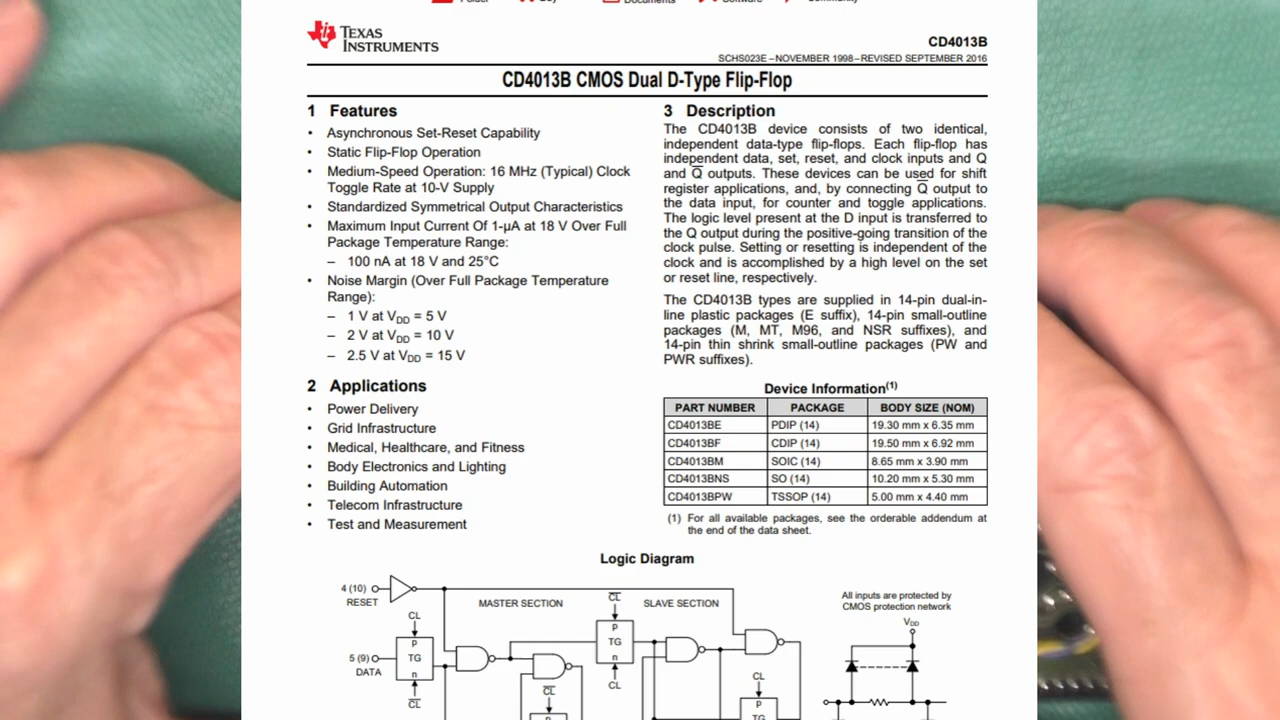 TEXAS
INSTRUMENTS
CD4013B
SCHS023E – NOVEMBER 1998 – REVISED SEPTEMBER 2016
CD4013B CMOS Dual D-Type Flip-Flop
1 Features
• Asynchronous Set-Reset Capability
• Static Flip-Flop Operation
• Medium-Speed Operation: 16 MHz (Typical) Clock
Toggle Rate at 10-V Supply
• Standardized Symmetrical Output Characteristics
• Maximum Input Current Of 1-µA at 18 V Over Full
Package Temperature Range:
– 100 nA at 18 V and 25°C
• Noise Margin (Over Full Package Temperature
Range):
– 1 V at VDD = 5 V
– 2 V at VDD = 10 V
– 2.5 V at VDD = 15 V
2 Applications
• Power Delivery
• Grid Infrastructure
• Medical, Healthcare, and Fitness
• Body Electronics and Lighting
• Building Automation
• Telecom Infrastructure
• Test and Measurement
3 Description
The CD4013B device consists of two identical,
independent data-type flip-flops. Each flip-flop has
independent data, set, reset, and clock inputs and Q
and Q̅ outputs. These devices can be used for shift
register applications, and, by connecting Q̅ output to
the data input, for counter and toggle applications.
The logic level present at the D input is transferred to
the Q output during the positive-going transition of the
clock pulse. Setting or resetting is independent of the
clock and is accomplished by a high level on the set
or reset line, respectively.
The CD4013B types are supplied in 14-pin dual-in-
line plastic packages (E suffix), 14-pin small-outline
packages (M, MT, M96, and NSR suffixes), and
14-pin thin shrink small-outline packages (PW and
PWR suffixes).
Device Information(1)
PART NUMBER PACKAGE BODY SIZE (NOM)
CD4013BE PDIP (14) 19.30 mm x 6.35 mm
CD4013BF CDIP (14) 19.50 mm x 6.92 mm
CD4013BM SOIC (14) 8.65 mm x 3.90 mm
CD4013BNS SO (14) 10.20 mm x 5.30 mm
CD4013BPW TSSOP (14) 5.00 mm x 4.40 mm
(1) For all available packages, see the orderable addendum at
the end of the data sheet.
Logic Diagram
4 (10)
RESET
MASTER SECTION
C̅L̅
SLAVE SECTION
CL
P
TG
n
C̅L̅
5 (9)
DATA
P
TG
n
CL
C̅L̅
P
CL
P
TG
All inputs are protected by
CMOS protection network
VDD